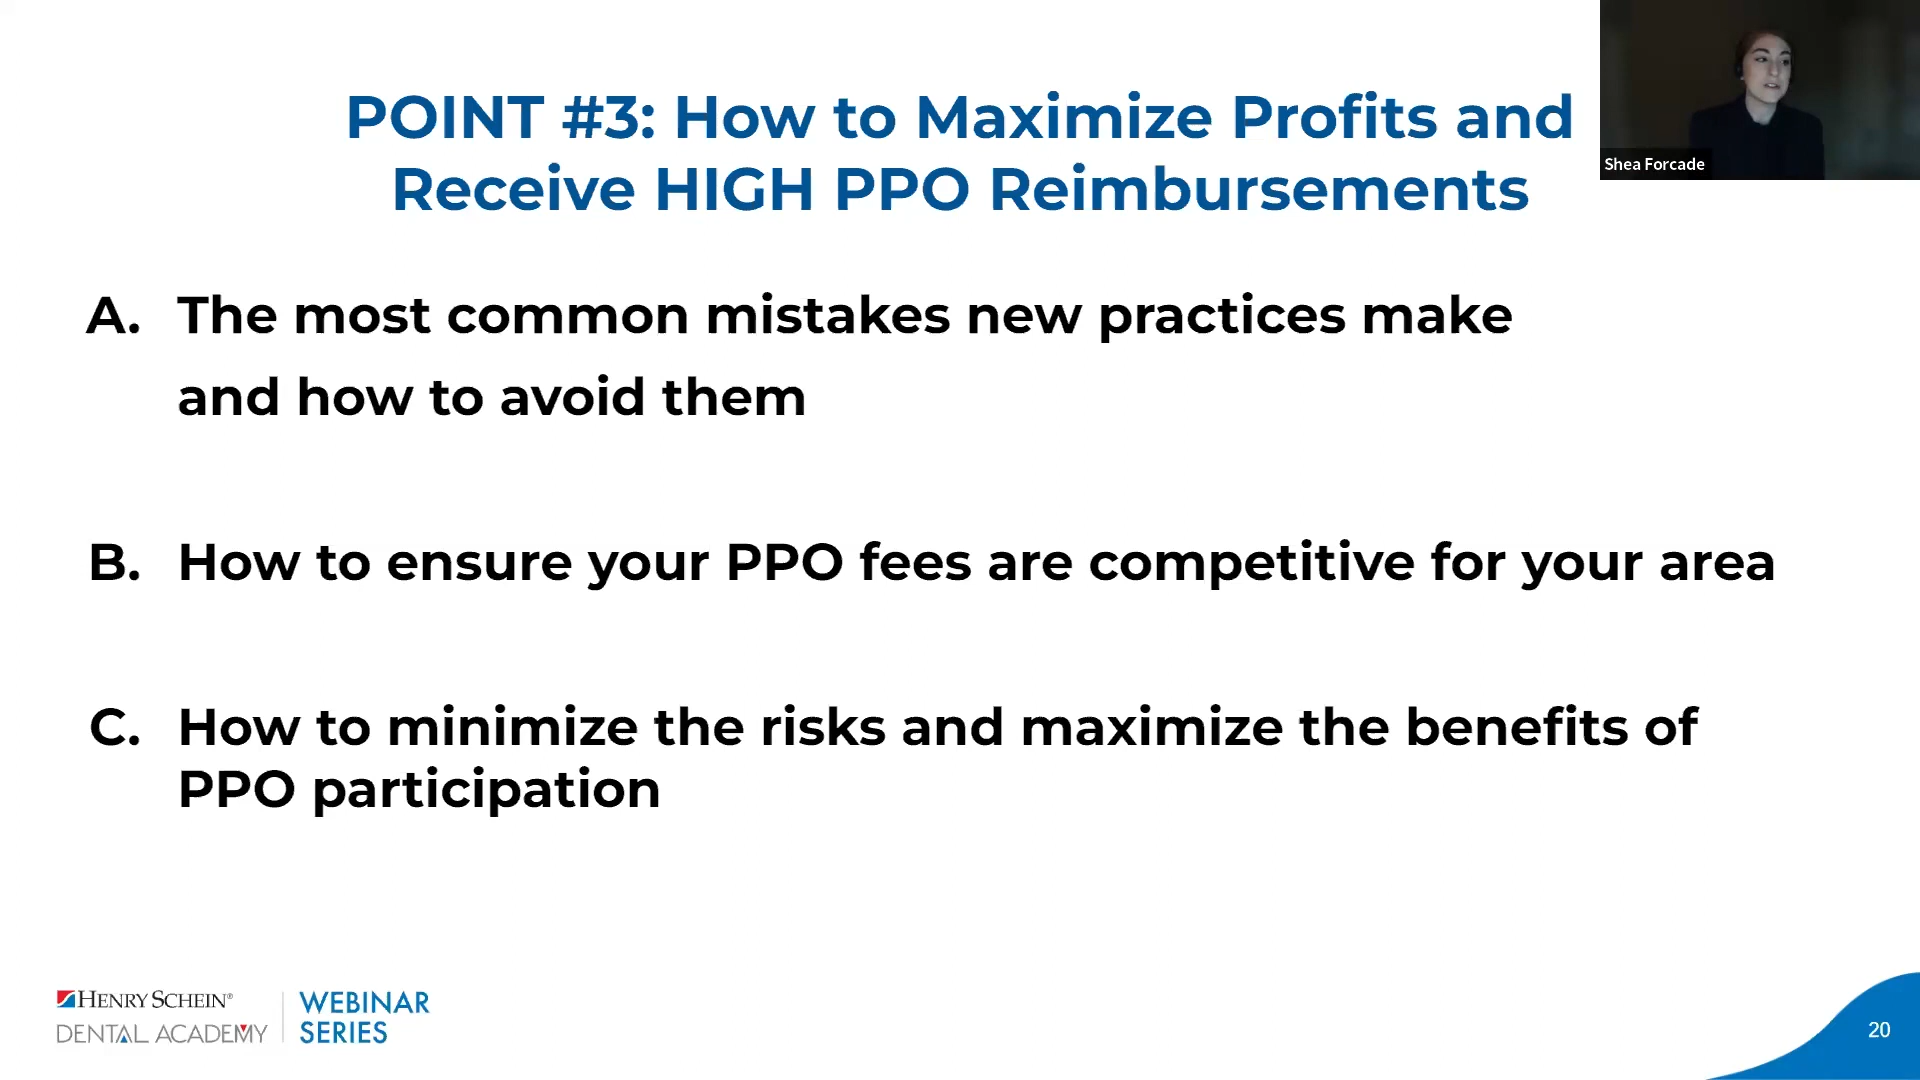 POINT #3: How to Maximize Profits and
Receive HIGH PPO Reimbursements
Shea Forcade
A. The most common mistakes new practices make
and how to avoid them
B. How to ensure your PPO fees are competitive for your area
C. How to minimize the risks and maximize the benefits of
PPO participation
HENRY SCHEIN®
DENTAL ACADEMY
WEBINAR
SERIES
20